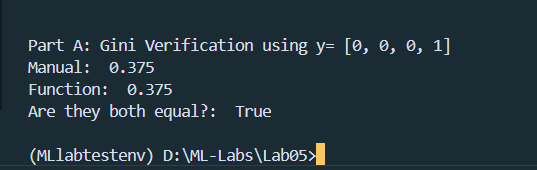 Part A: Gini Verification using y= [0, 0, 0, 1]
Manual:  0.375
Function:  0.375
Are they both equal?:  True
(MLlabtestenv) D:\ML-Labs\Lab05>